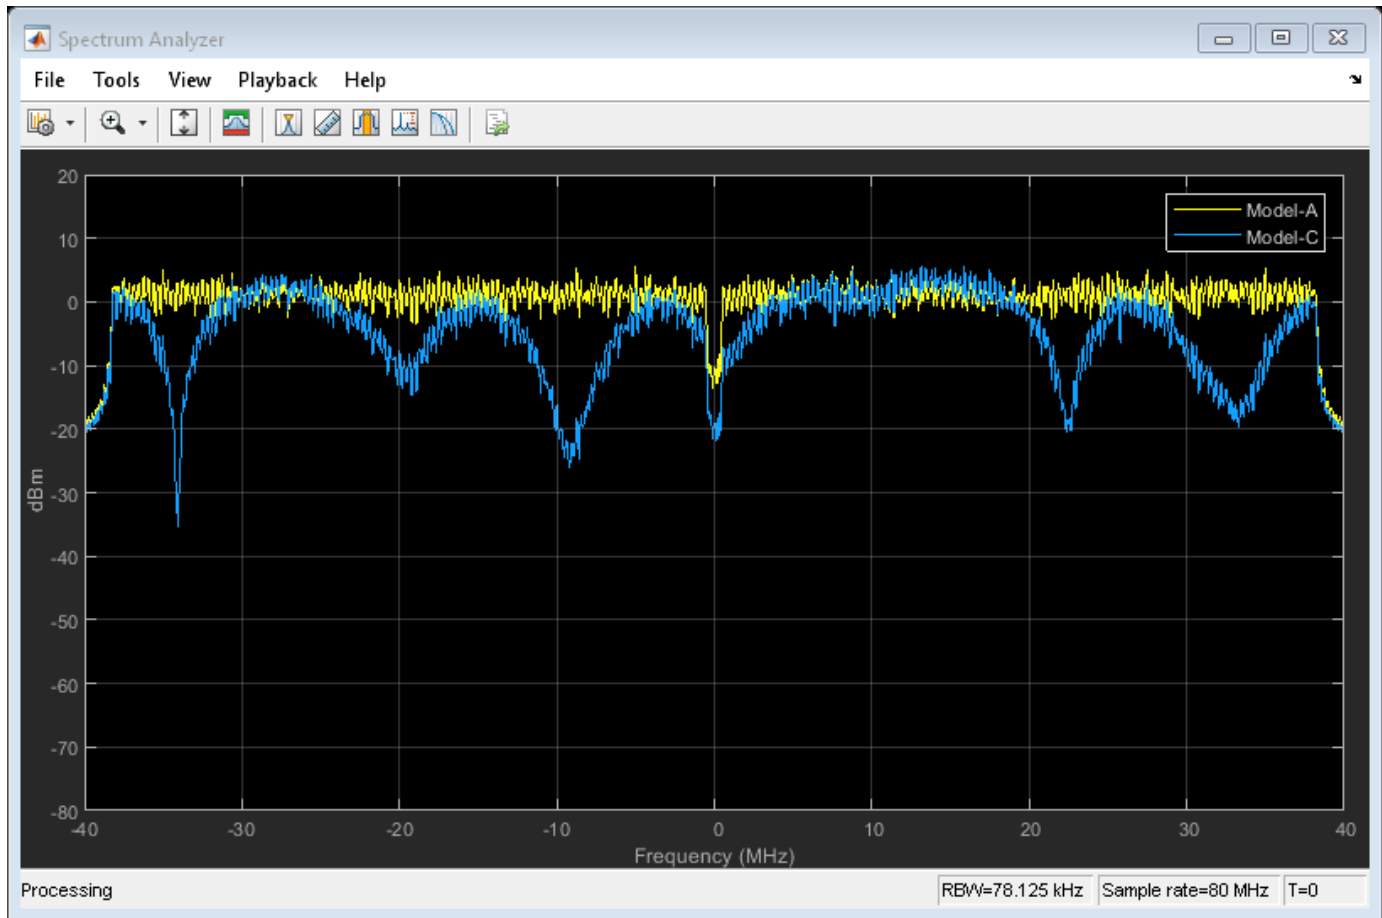 Spectrum Analyzer
File Tools View Playback Help
20
10
0
-10
-20
-30
-40
-50
-60
-70
-80
dBm
Model-A
Model-C
-40 -30 -20 -10 0 10 20 30 40
Frequency (MHz)
Processing RBW=78.125 kHz Sample rate=80 MHz T=0